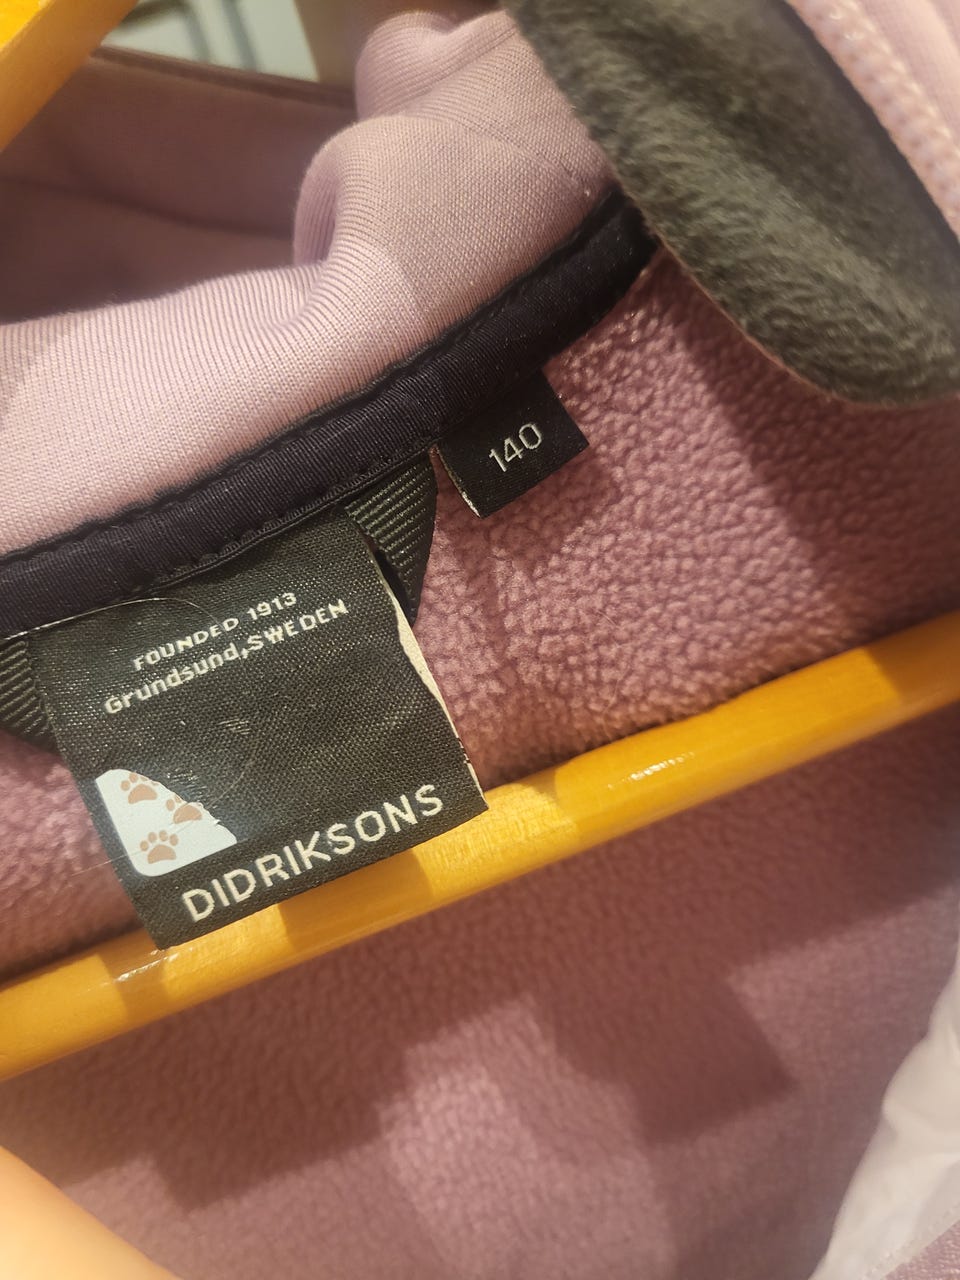 140
FOUNDED 1913
Grundsund,SWEDEN
DIDRIKSONS